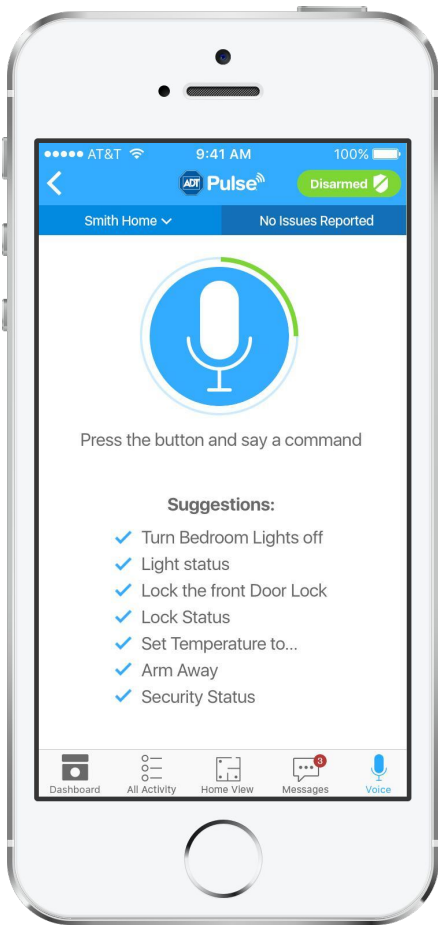 AT&T 9:41 AM 100%
ADT Pulse Disarmed
Smith Home No Issues Reported
Press the button and say a command
Suggestions:
Turn Bedroom Lights off
Light status
Lock the front Door Lock
Lock Status
Set Temperature to...
Arm Away
Security Status
3
Dashboard All Activity Home View Messages Voice